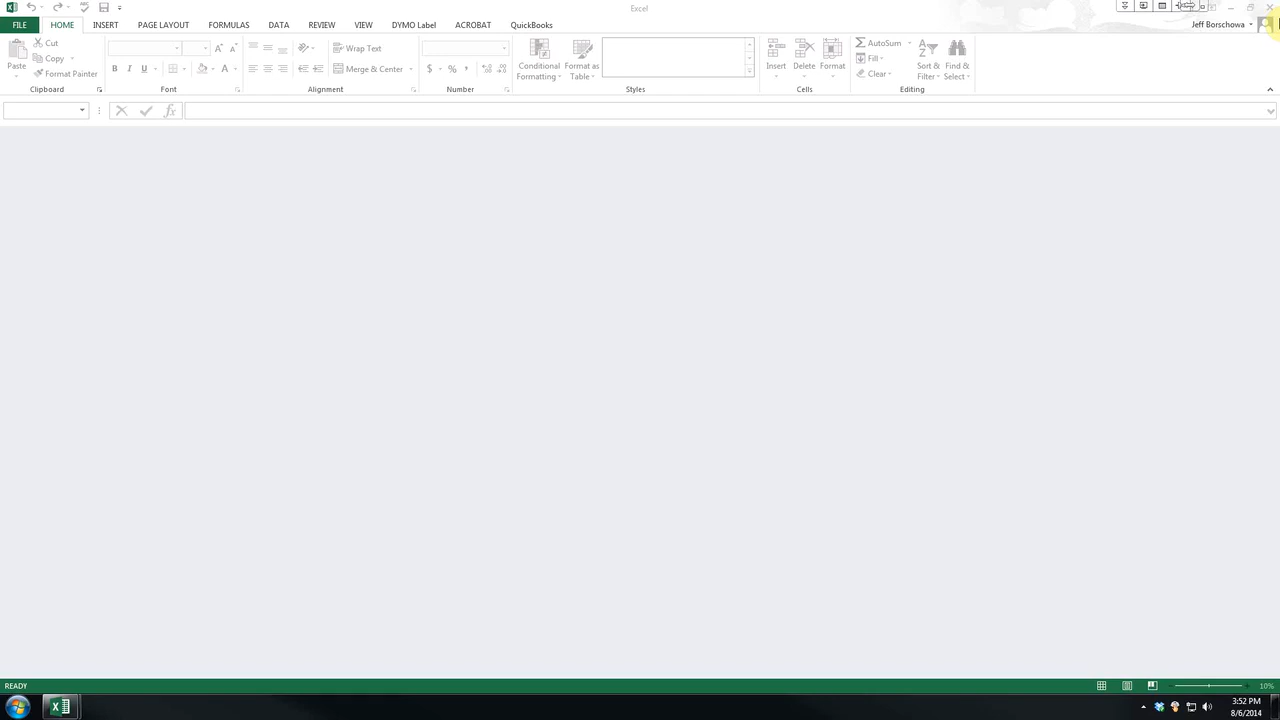 Excel
FILE HOME INSERT PAGE LAYOUT FORMULAS DATA REVIEW VIEW DYMO Label ACROBAT QuickBooks Jeff Borschowa
Paste
Cut
Copy
Format Painter
Clipboard
B I U A A A
Font
Wrap Text
Merge & Center
Alignment
$ % ,
Number
Conditional Formatting
Format as Table
Styles
Insert Delete Format
Cells
AutoSum
Fill
Clear
Sort & Filter
Find & Select
Editing
fx
READY 10%
3:52 PM
8/6/2014